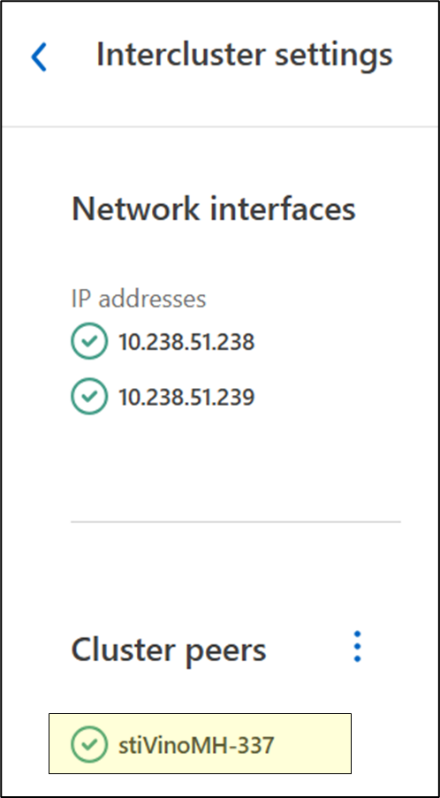 Intercluster settings
Network interfaces
IP addresses
10.238.51.238
10.238.51.239
Cluster peers
stiVinoMH-337